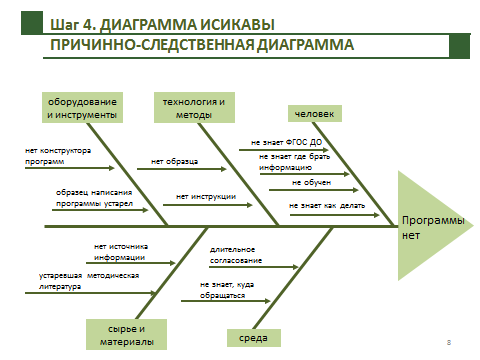 Шаг 4. ДИАГРАММА ИСИКАВЫ
ПРИЧИННО-СЛЕДСТВЕННАЯ ДИАГРАММА
оборудование
и инструменты
технология и
методы
человек
нет конструктора
программ
образец написания
программы устарел
нет образца
нет инструкции
не знает ФГОС ДО
не знает где брать
информацию
не обучен
не знает как делать
Программы
нет
нет источника
информации
устаревшая методическая
литература
длительное
согласование
не знает, куда
обращаться
сырье и
материалы
среда
8